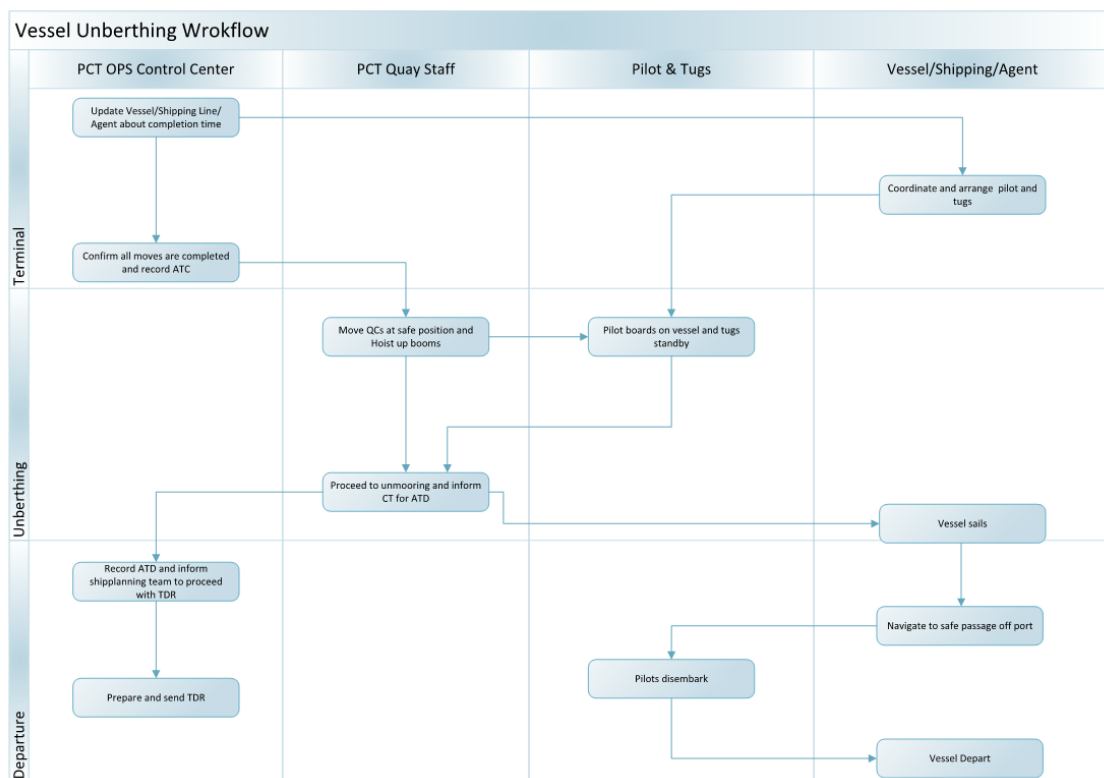 Vessel Unberthing Wrokflow
PCT OPS Control Center
PCT Quay Staff
Pilot & Tugs
Vessel/Shipping/Agent
Terminal
Update Vessel/Shipping Line/
Agent about completion time
Coordinate and arrange pilot and
tugs
Confirm all moves are completed
and record ATC
Unberthing
Move QCs at safe position and
Hoist up booms
Pilot boards on vessel and tugs
standby
Proceed to unmooring and inform
CT for ATD
Vessel sails
Departure
Record ATD and inform
shipplanning team to proceed
with TDR
Navigate to safe passage off port
Pilots disembark
Prepare and send TDR
Vessel Depart